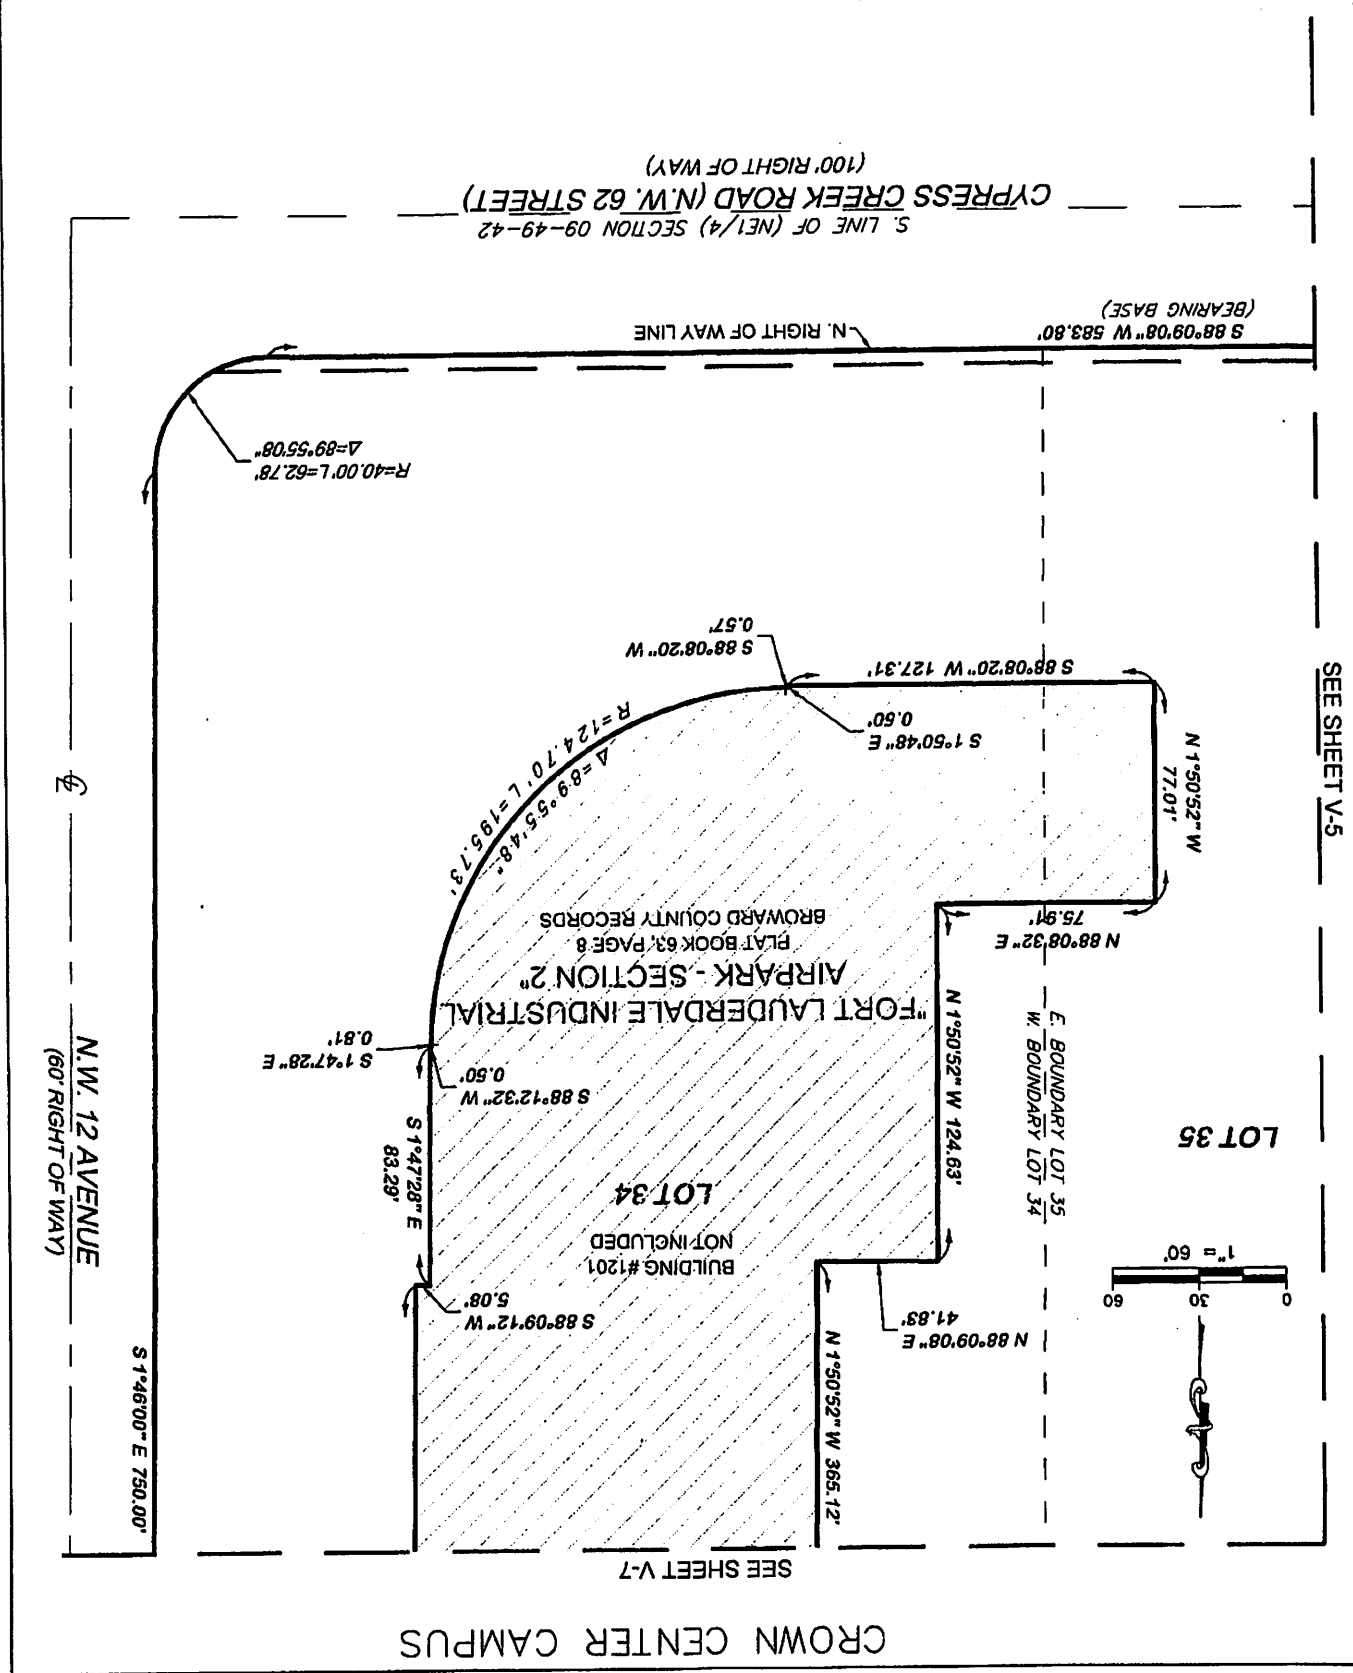 CROWN CENTER CAMPUS
SEE SHEET V-7
0 30 60
1" = 60'
N 88°09'08" E
41.83'
N 1°50'52" W 365.12'
BUILDING #1201
NOT INCLUDED
LOT 34
S 88°09'12" W
5.08'
S 1°46'00" E 750.00'
LOT 35
E. BOUNDARY LOT 35
W. BOUNDARY LOT 34
N 1°50'52" W 124.63'
S 1°47'28" E
83.29'
S 88°12'32" W
0.50'
S 1°47'28" E
0.81'
N.W. 12 AVENUE
(60' RIGHT OF WAY)
"FORT LAUDERDALE INDUSTRIAL
AIRPARK - SECTION 2"
PLAT BOOK 63, PAGE 8
BROWARD COUNTY RECORDS
N 88°08'32" E
75.91'
N 1°50'52" W
77.01'
SEE SHEET V-5
Δ=89°55'48"
R=124.70' L=195.73'
S 1°50'48" E
0.60'
S 88°08'20" W 127.31'
S 88°08'20" W
0.57'
R=40.00' L=62.78'
Δ=89°55'08"
S 88°09'08" W 583.80'
(BEARING BASE)
N. RIGHT OF WAY LINE
S. LINE OF (NE1/4) SECTION 09-49-42
CYPRESS CREEK ROAD (N.W. 62 STREET)
(100' RIGHT OF WAY)